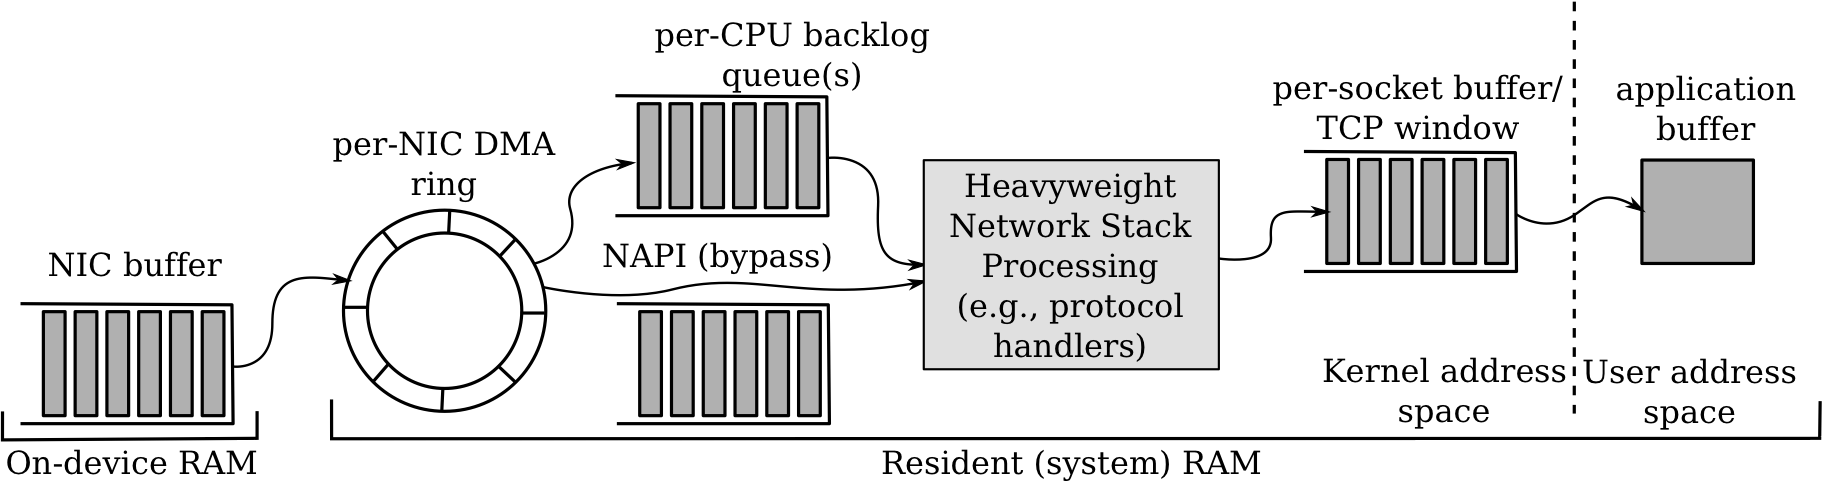 per-CPU backlog
queue(s)
per-NIC DMA
ring
NIC buffer
NAPI (bypass)
Heavyweight
Network Stack
Processing
(e.g., protocol
handlers)
per-socket buffer/
TCP window
application
buffer
Kernel address
space
User address
space
On-device RAM
Resident (system) RAM